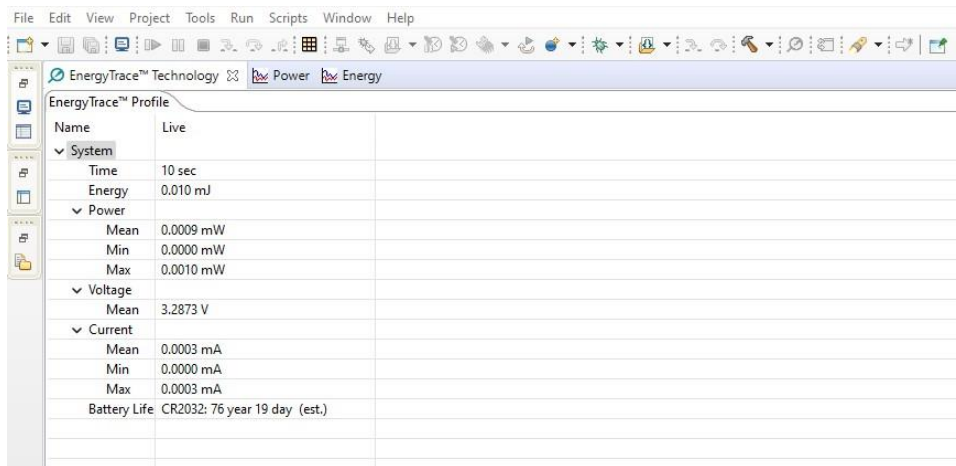 File Edit View Project Tools Run Scripts Window Help
EnergyTrace™ Technology Power Energy
EnergyTrace™ Profile
Name Live
System
Time 10 sec
Energy 0.010 mJ
Power
Mean 0.0009 mW
Min 0.0000 mW
Max 0.0010 mW
Voltage
Mean 3.2873 V
Current
Mean 0.0003 mA
Min 0.0000 mA
Max 0.0003 mA
Battery Life CR2032: 76 year 19 day (est.)